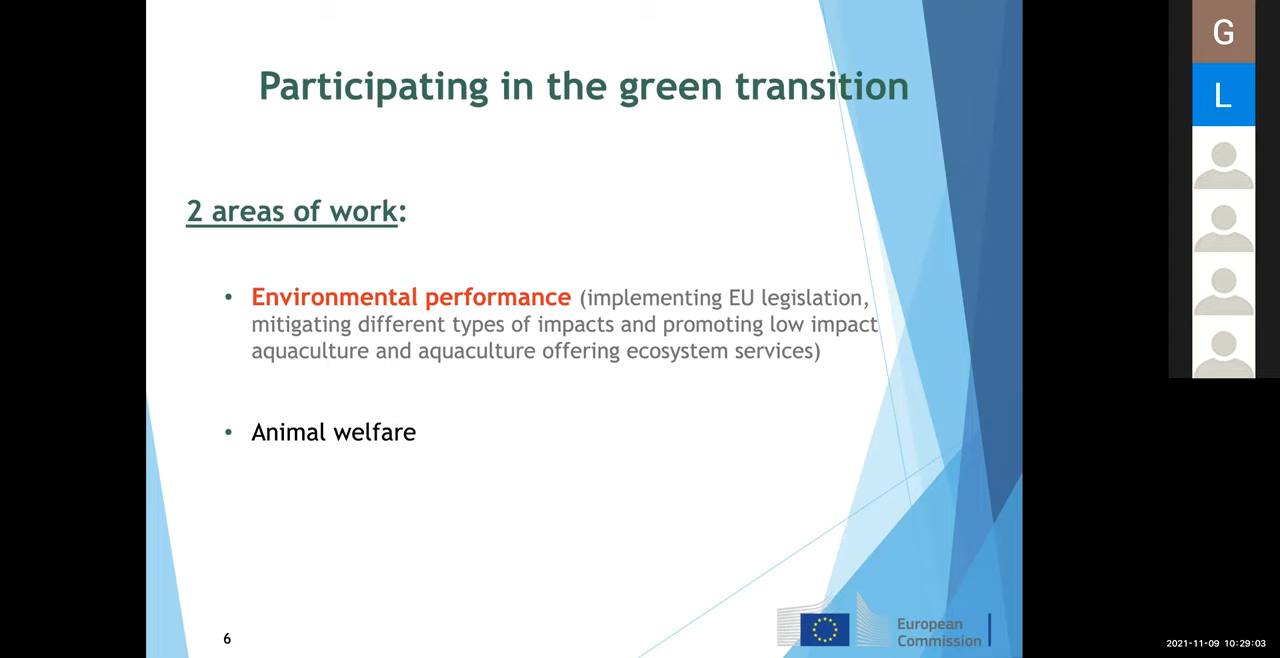 Participating in the green transition
2 areas of work:
• Environmental performance (implementing EU legislation,
mitigating different types of impacts and promoting low impact
aquaculture and aquaculture offering ecosystem services)
• Animal welfare
6
European
Commission
G
L
2021-11-09 10:29:03